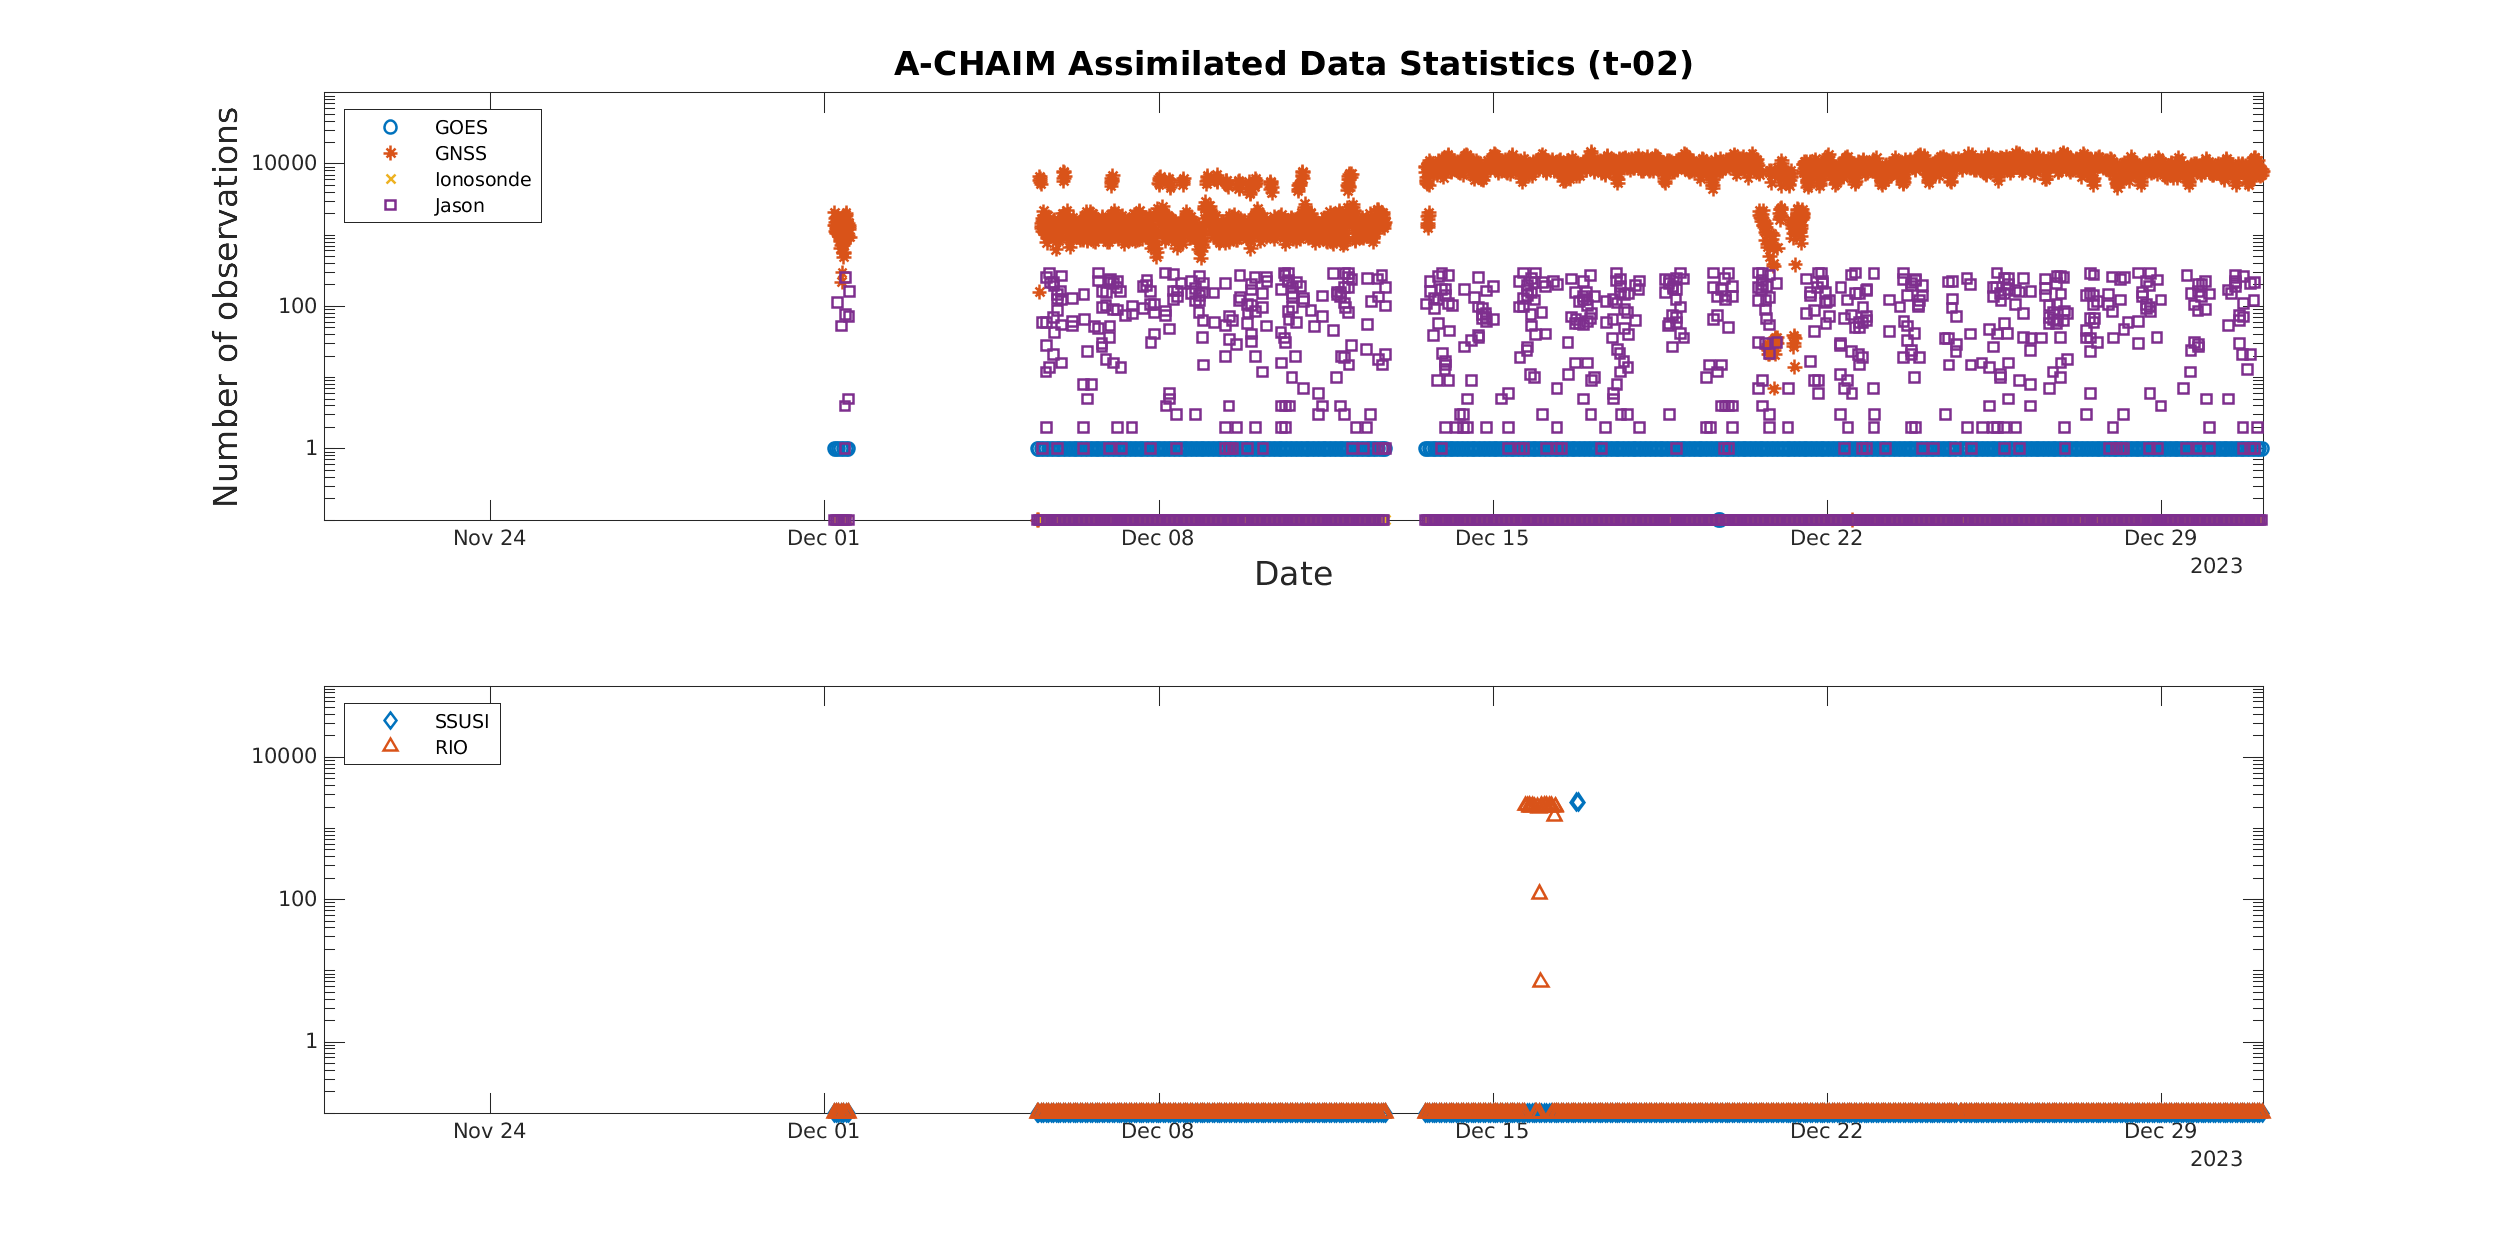 A-CHAIM Assimilated Data Statistics (t-02)
Number of observations
10000
100
1
GOES
GNSS
Ionosonde
Jason
Nov 24
Dec 01
Dec 08
Dec 15
Dec 22
Dec 29
2023
Date
10000
100
1
SSUSI
RIO
Nov 24
Dec 01
Dec 08
Dec 15
Dec 22
Dec 29
2023